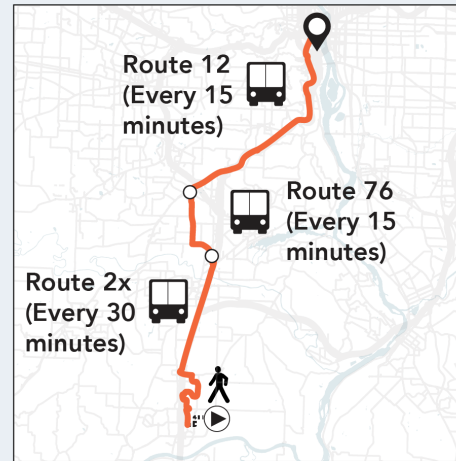 Route 12
(Every 15
minutes)
Route 76
(Every 15
minutes)
Route 2x
(Every 30
minutes)